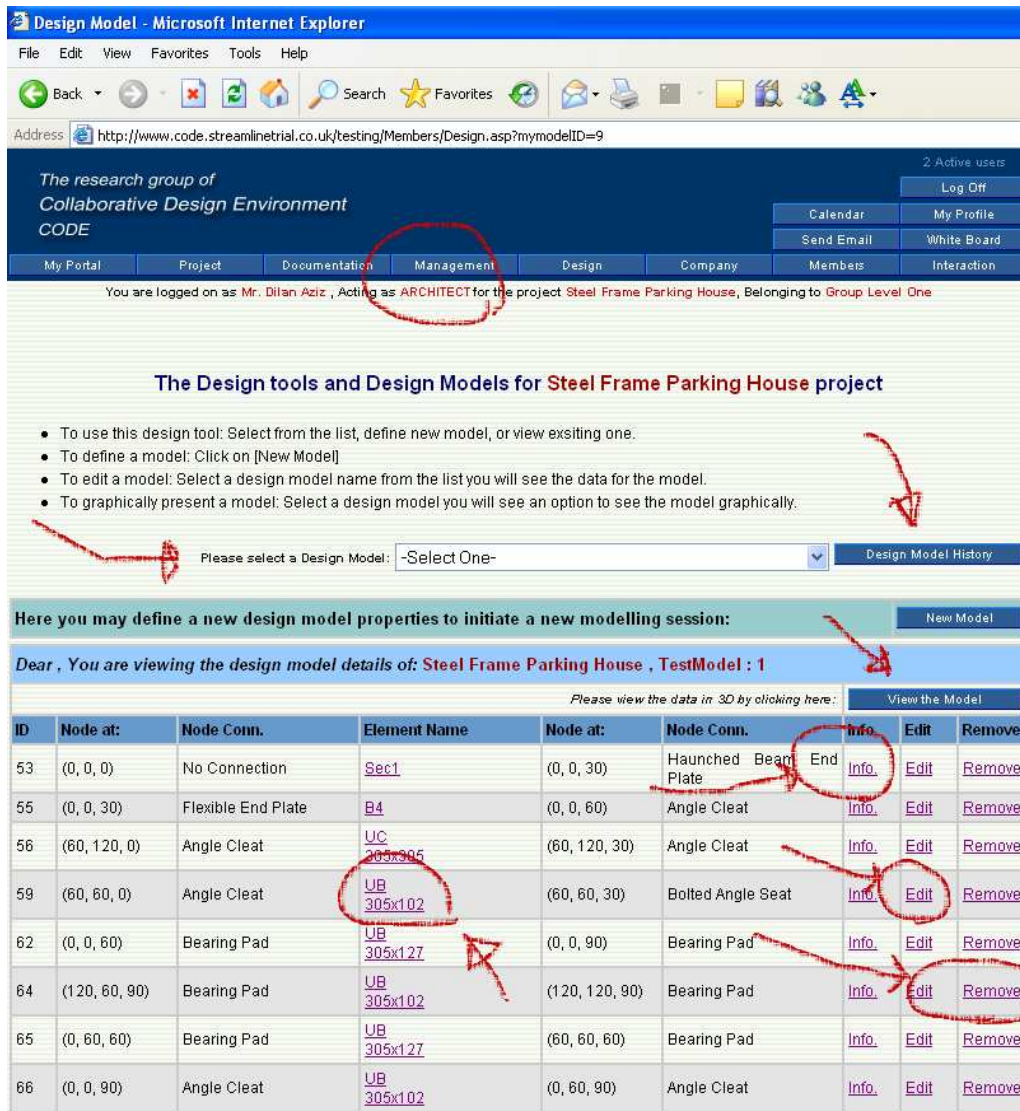 Design Model - Microsoft Internet Explorer
File Edit View Favorites Tools Help
Back Search Favorites
Address http://www.code.streamlinetrial.co.uk/testing/Members/Design.asp?mymodelID=9
2 Active users
The research group of
Collaborative Design Environment
CODE
Log Off
Calendar My Profile
Send Email White Board
My Portal Project Documentation Management Design Company Members Interaction
You are logged on as Mr. Dilan Aziz , Acting as ARCHITECT for the project Steel Frame Parking House, Belonging to Group Level One
The Design tools and Design Models for Steel Frame Parking House project
• To use this design tool: Select from the list, define new model, or view exsiting one.
• To define a model: Click on [New Model]
• To edit a model: Select a design model name from the list you will see the data for the model.
• To graphically present a model: Select a design model you will see an option to see the model graphically.
Please select a Design Model: -Select One- Design Model History
Here you may define a new design model properties to initiate a new modelling session: New Model
Dear , You are viewing the design model details of: Steel Frame Parking House , TestModel : 1
Please view the data in 3D by clicking here: View the Model
ID Node at: Node Conn. Element Name Node at: Node Conn. Info. Edit Remove
53 (0, 0, 0) No Connection Sec1 (0, 0, 30) Haunched Beam End Plate Info. Edit Remove
55 (0, 0, 30) Flexible End Plate B4 (0, 0, 60) Angle Cleat Info. Edit Remove
56 (60, 120, 0) Angle Cleat UC 305x305 (60, 120, 30) Angle Cleat Info. Edit Remove
59 (60, 60, 0) Angle Cleat UB 305x102 (60, 60, 30) Bolted Angle Seat Info. Edit Remove
62 (0, 0, 60) Bearing Pad UB 305x127 (0, 0, 90) Bearing Pad Info. Edit Remove
64 (120, 60, 90) Bearing Pad UB 305x102 (120, 120, 90) Bearing Pad Info. Edit Remove
65 (0, 60, 60) Bearing Pad UB 305x127 (60, 60, 60) Bearing Pad Info. Edit Remove
66 (0, 0, 90) Angle Cleat UB 305x102 (0, 60, 90) Angle Cleat Info. Edit Remove